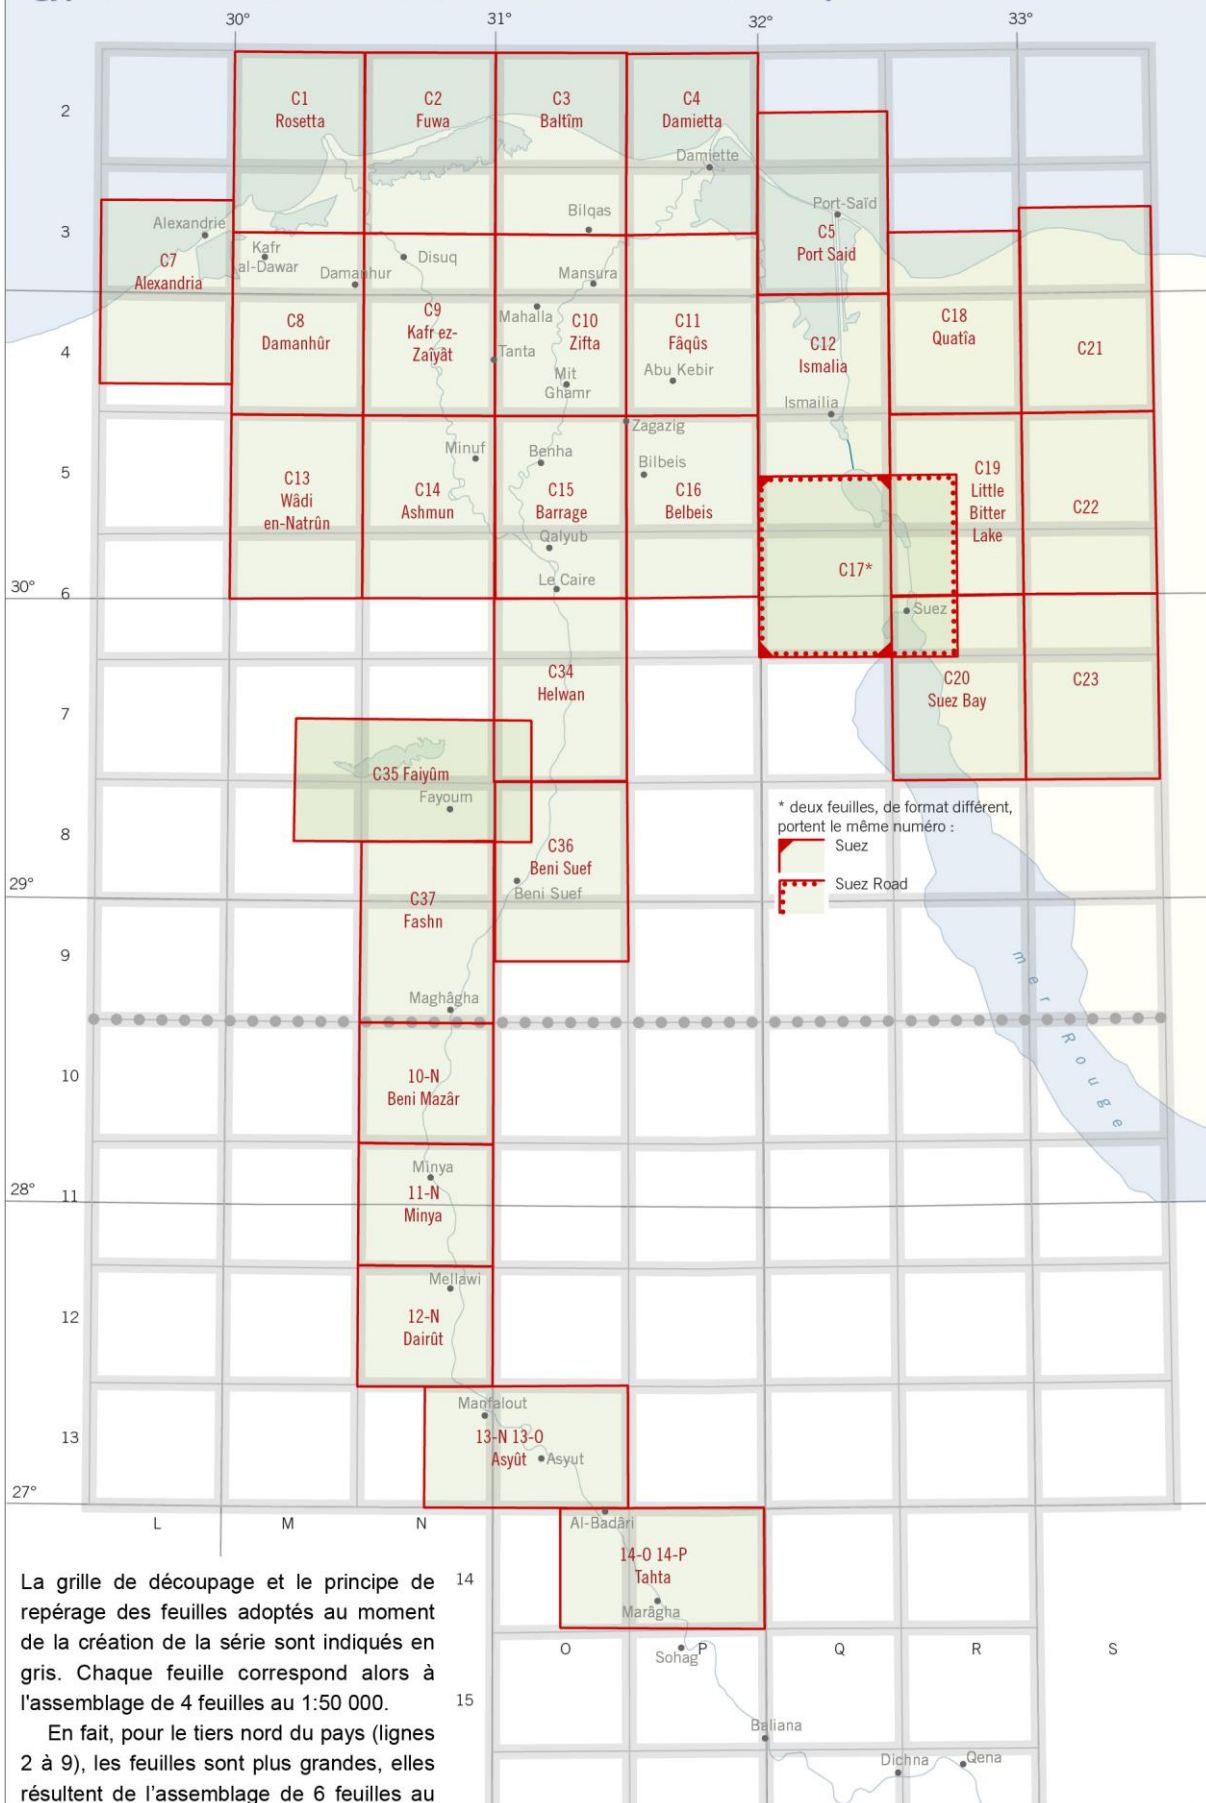 30°
31°
32°
33°
2
C1
Rosetta
C2
Fuwa
C3
Baltîm
C4
Damietta
Damiette
3
Alexandrie
C7
Alexandria
Kafr
al-Dawar
Damanhur
Disuq
Bilqas
Mansura
Port-Saïd
C5
Port Said
4
C8
Damanhûr
C9
Kafr ez-
Zaîyât
Mahalla
Tanta
C10
Zifta
Mit
Ghamr
C11
Fâqûs
Abu Kebir
C12
Ismalia
Ismailia
C18
Quatîa
C21
5
C13
Wâdi
en-Natrûn
Minuf
C14
Ashmun
Benha
C15
Barrage
Qalyub
Le Caire
Zagazig
Bilbeis
C16
Belbeis
C17*
C19
Little
Bitter
Lake
C22
30°
6
Suez
7
C34
Helwan
C20
Suez Bay
C23
C35 Faiyûm
Fayoum
8
C36
Beni Suef
Beni Suef
* deux feuilles, de format différent,
portent le même numéro :
Suez
Suez Road
29°
C37
Fashn
9
Maghâgha
mer Rouge
10
10-N
Beni Mazâr
Minya
28°
11
11-N
Minya
Mellawi
12
12-N
Dairût
Manfalout
13
13-N 13-O
Asyût
Asyut
27°
L
M
N
Al-Badâri
14
14-O 14-P
Tahta
Marâgha
O
P
Q
R
S
Sohag
15
Baliana
Dichna
Qena
La grille de découpage et le principe de
repérage des feuilles adoptés au moment
de la création de la série sont indiqués en
gris. Chaque feuille correspond alors à
l'assemblage de 4 feuilles au 1:50 000.
En fait, pour le tiers nord du pays (lignes
2 à 9), les feuilles sont plus grandes, elles
résultent de l'assemblage de 6 feuilles au